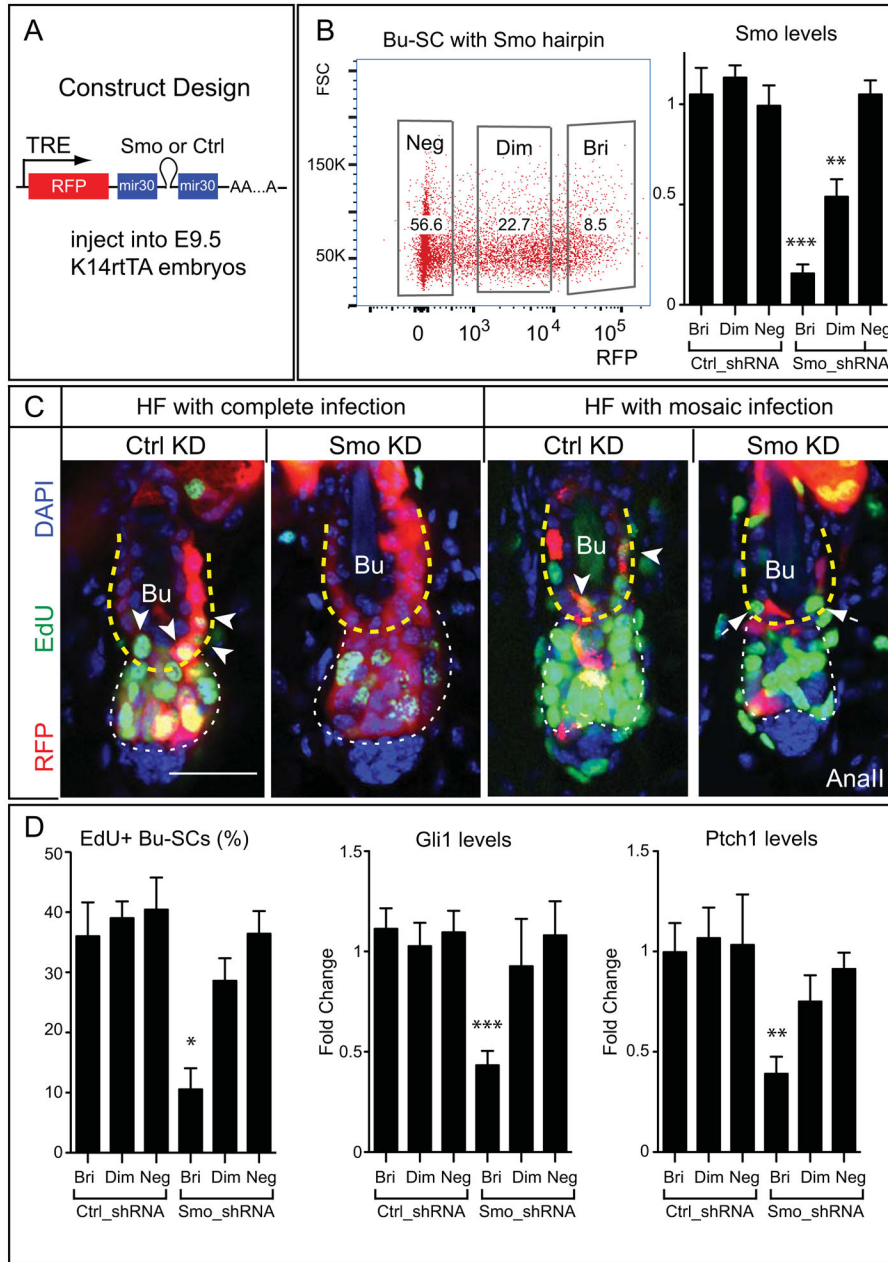 A
Construct Design
TRE
Smo or Ctrl
RFP
mir30
mir30
AA...A
inject into E9.5
K14rtTA embryos
B
Bu-SC with Smo hairpin
FSC
150K
50K
Neg
Dim
Bri
56.6
22.7
8.5
0
10³
10⁴
10⁵
RFP
Smo levels
1
0.5
0
***
**
Bri Dim Neg Bri Dim Neg
Ctrl_shRNA
Smo_shRNA
C
HF with complete infection
HF with mosaic infection
Ctrl KD
Smo KD
Ctrl KD
Smo KD
RFP EdU DAPI
Bu
Bu
Bu
Bu
AnaII
D
EdU+ Bu-SCs (%)
50
40
30
20
10
0
*
Bri Dim Neg Bri Dim Neg
Ctrl_shRNA
Smo_shRNA
Gli1 levels
Fold Change
1.5
1
0.5
0
***
Bri Dim Neg Bri Dim Neg
Ctrl_shRNA
Smo_shRNA
Ptch1 levels
Fold Change
1.5
1
0.5
0
**
Bri Dim Neg Bri Dim Neg
Ctrl_shRNA
Smo_shRNA